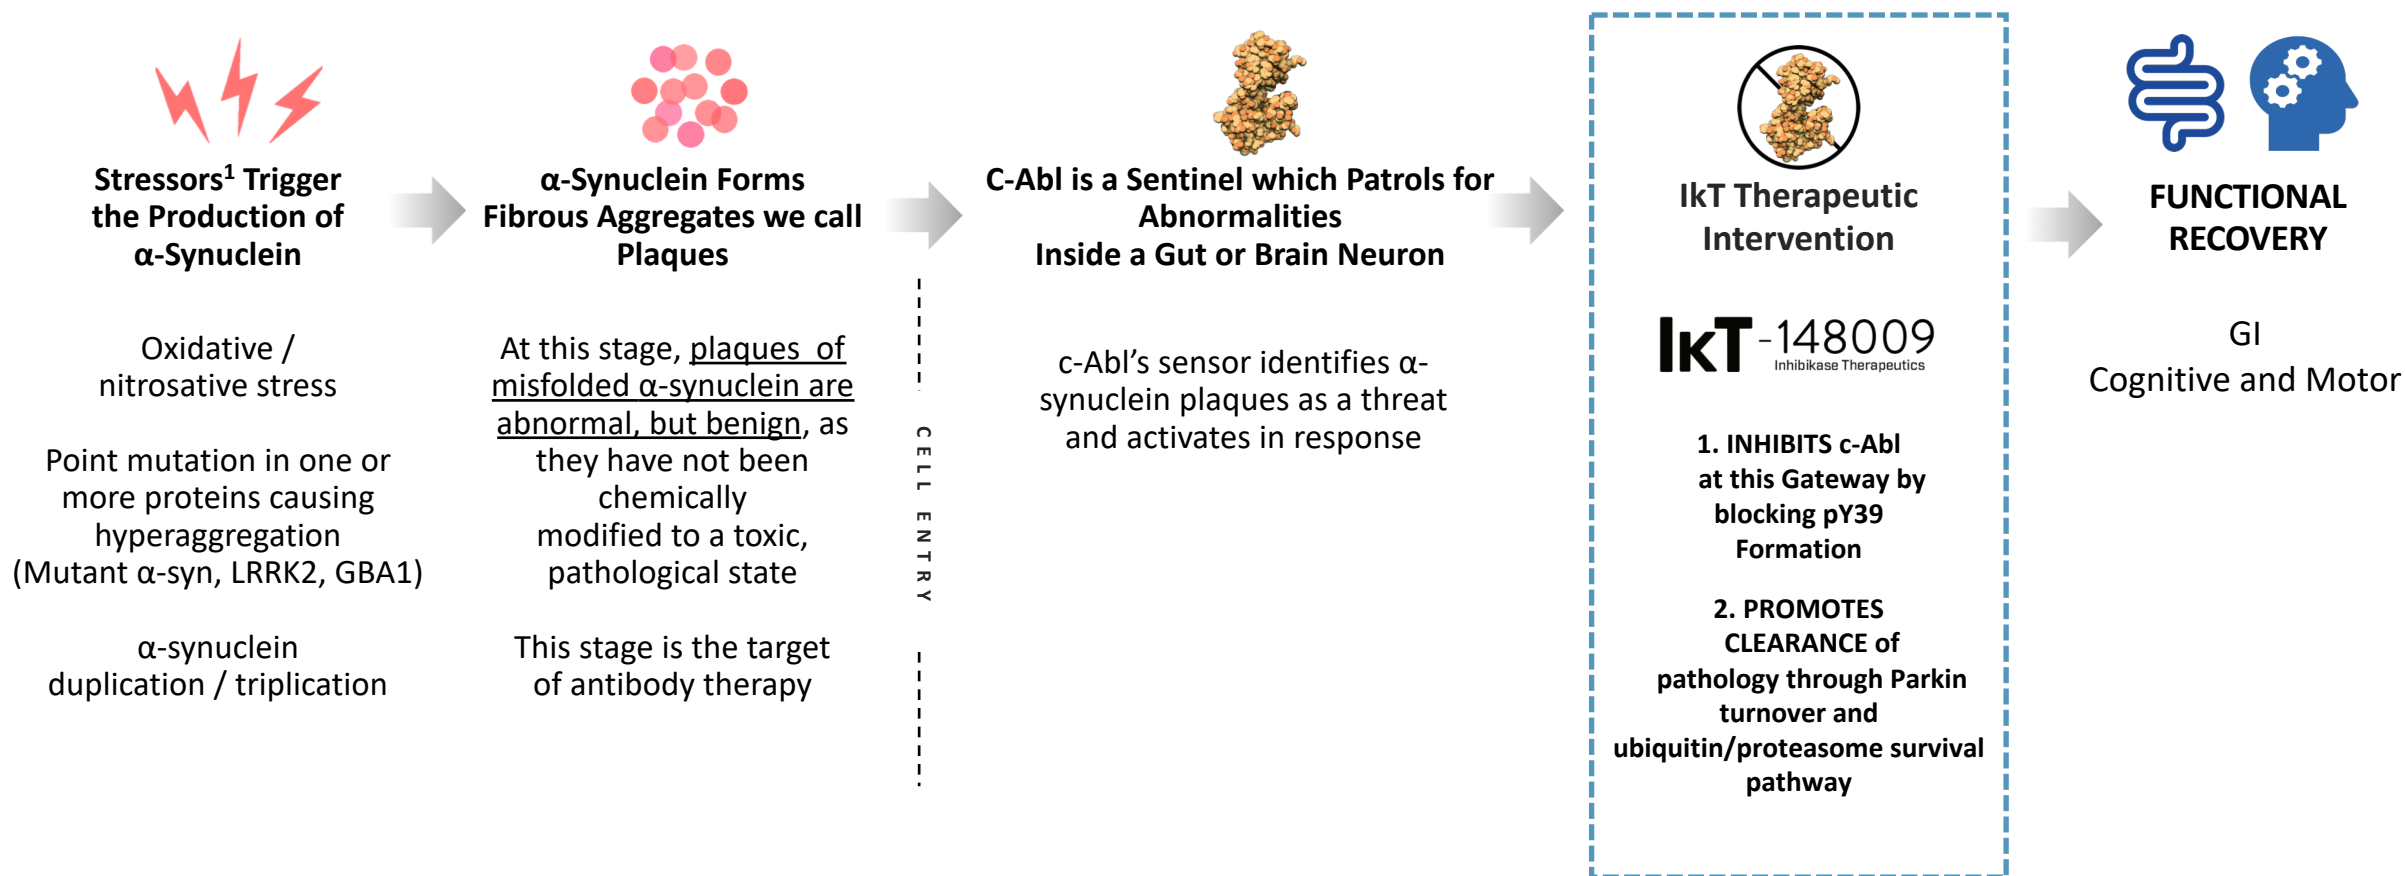 Stressors¹ Trigger
the Production of
α-Synuclein
Oxidative /
nitrosative stress
Point mutation in one or
more proteins causing
hyperaggregation
(Mutant α-syn, LRRK2, GBA1)
α-synuclein
duplication / triplication
α-Synuclein Forms
Fibrous Aggregates we call
Plaques
At this stage, plaques of
misfolded α-synuclein are
abnormal, but benign, as
they have not been
chemically
modified to a toxic,
pathological state
This stage is the target
of antibody therapy
CELL ENTRY
C-Abl is a Sentinel which Patrols for
Abnormalities
Inside a Gut or Brain Neuron
c-Abl’s sensor identifies α-
synuclein plaques as a threat
and activates in response
IkT Therapeutic
Intervention
IKT-148009
Inhibikase Therapeutics
1. INHIBITS c-Abl
at this Gateway by
blocking pY39
Formation
2. PROMOTES
CLEARANCE of
pathology through Parkin
turnover and
ubiquitin/proteasome survival
pathway
FUNCTIONAL
RECOVERY
GI
Cognitive and Motor